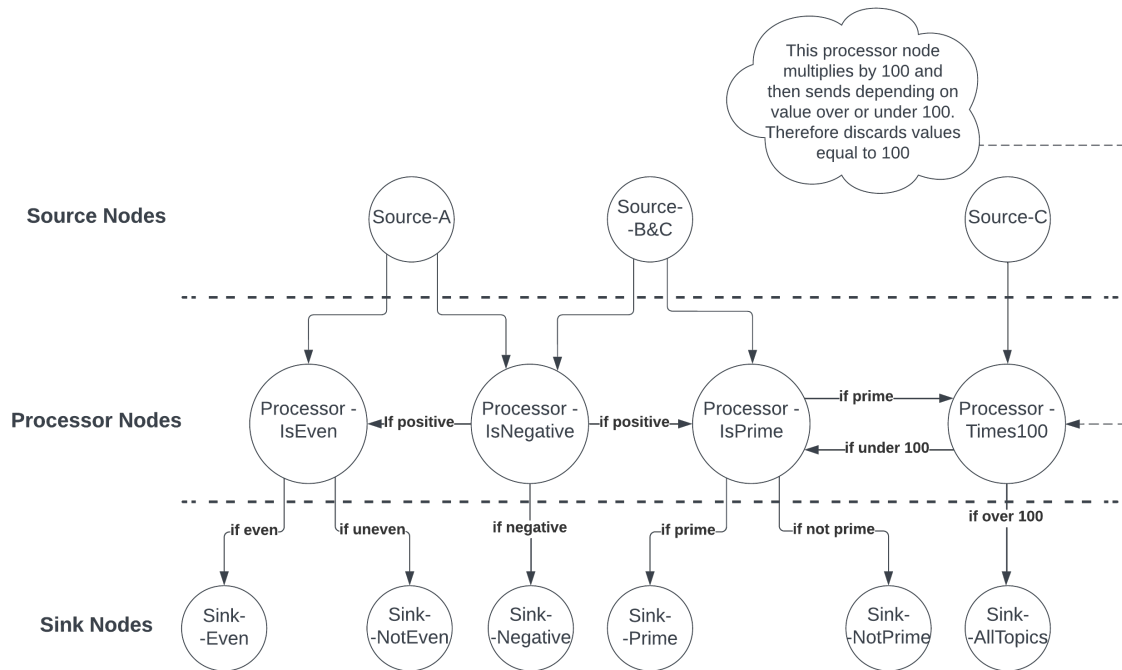 This processor node
multiplies by 100 and
then sends depending on
value over or under 100.
Therefore discards values
equal to 100
Source Nodes
Source-A
Source-
-B&C
Source-C
Processor Nodes
Processor -
IsEven
If positive
Processor -
IsNegative
if positive
Processor -
IsPrime
if prime
if under 100
Processor -
Times100
if even
if uneven
if negative
if prime
if not prime
if over 100
Sink Nodes
Sink-
-Even
Sink-
-NotEven
Sink-
-Negative
Sink-
-Prime
Sink-
-NotPrime
Sink-
-AllTopics